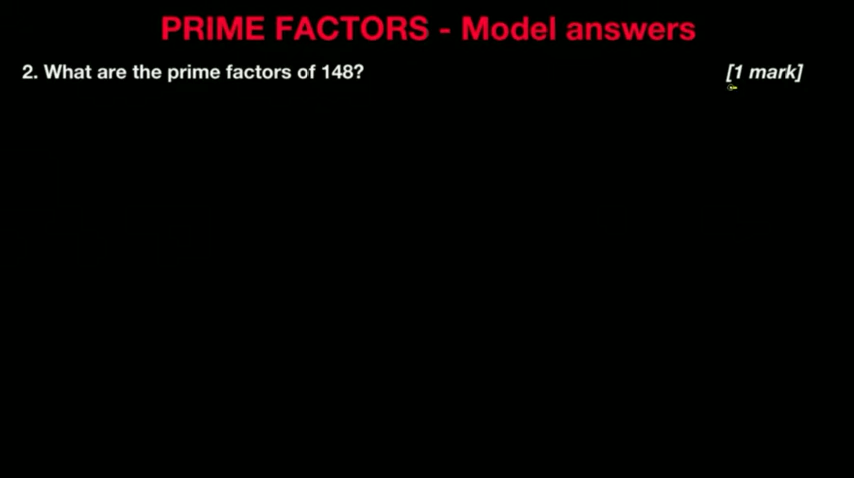 PRIME FACTORS - Model answers
2. What are the prime factors of 148? [1 mark]